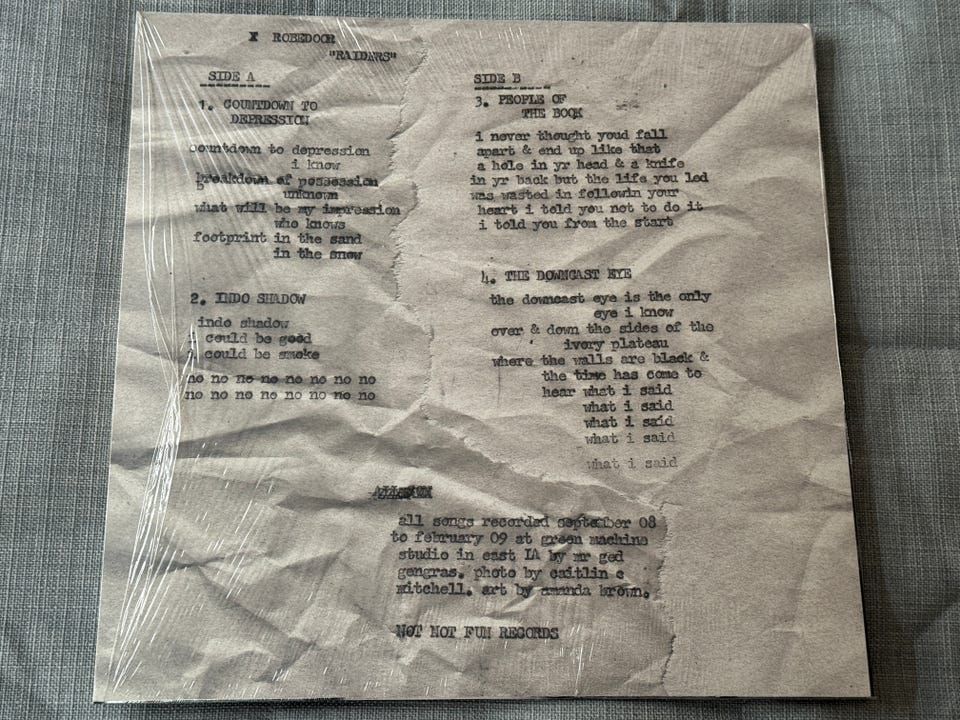 ROBEDOOR
"RAIDERS"
SIDE A
1. COUNTDOWN TO
DEPRESSION
countdown to depression
i know
breakdown of possession
unknown
what will be my impression
who knows
footprint in the sand
in the snow
2. INDO SHADOW
indo shadow
i could be good
i could be smoke
no no no no no no no no
no no no no no no no no
SIDE B
3. PEOPLE OF
THE BOOK
i never thought youd fall
apart & end up like that
a hole in yr head & a knife
in yr back but the life you led
was wasted in followin your
heart i told you not to do it
i told you from the start
4. THE DOWNCAST EYE
the downcast eye is the only
eye i know
over & down the sides of the
ivory plateau
where the walls are black &
the time has come to
hear what i said
what i said
what i said
what i said
what i said
all songs recorded september 08
to february 09 at green machine
studio in east lA by mr ged
gengras. photo by caitlin c
mitchell. art by amanda brown.
NOT NOT FUN RECORDS